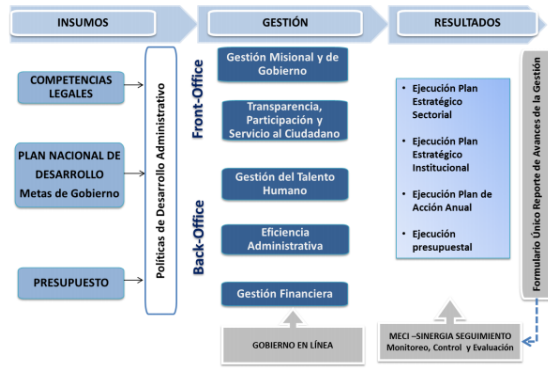 INSUMOS
GESTIÓN
RESULTADOS
COMPETENCIAS
LEGALES
PLAN NACIONAL DE
DESARROLLO
Metas de Gobierno
PRESUPUESTO
Políticas de Desarrollo Administrativo
Front-Office
Back-Office
Gestión Misional y de
Gobierno
Transparencia,
Participación y
Servicio al Ciudadano
Gestión del Talento
Humano
Eficiencia
Administrativa
Gestión Financiera
GOBIERNO EN LÍNEA
• Ejecución Plan
Estratégico
Sectorial
• Ejecución Plan
Estratégico
Institucional
• Ejecución Plan de
Acción Anual
• Ejecución
presupuestal
MECI –SINERGIA SEGUIMIENTO
Monitoreo, Control y Evaluación
Formulario Único Reporte de Avances de la Gestión